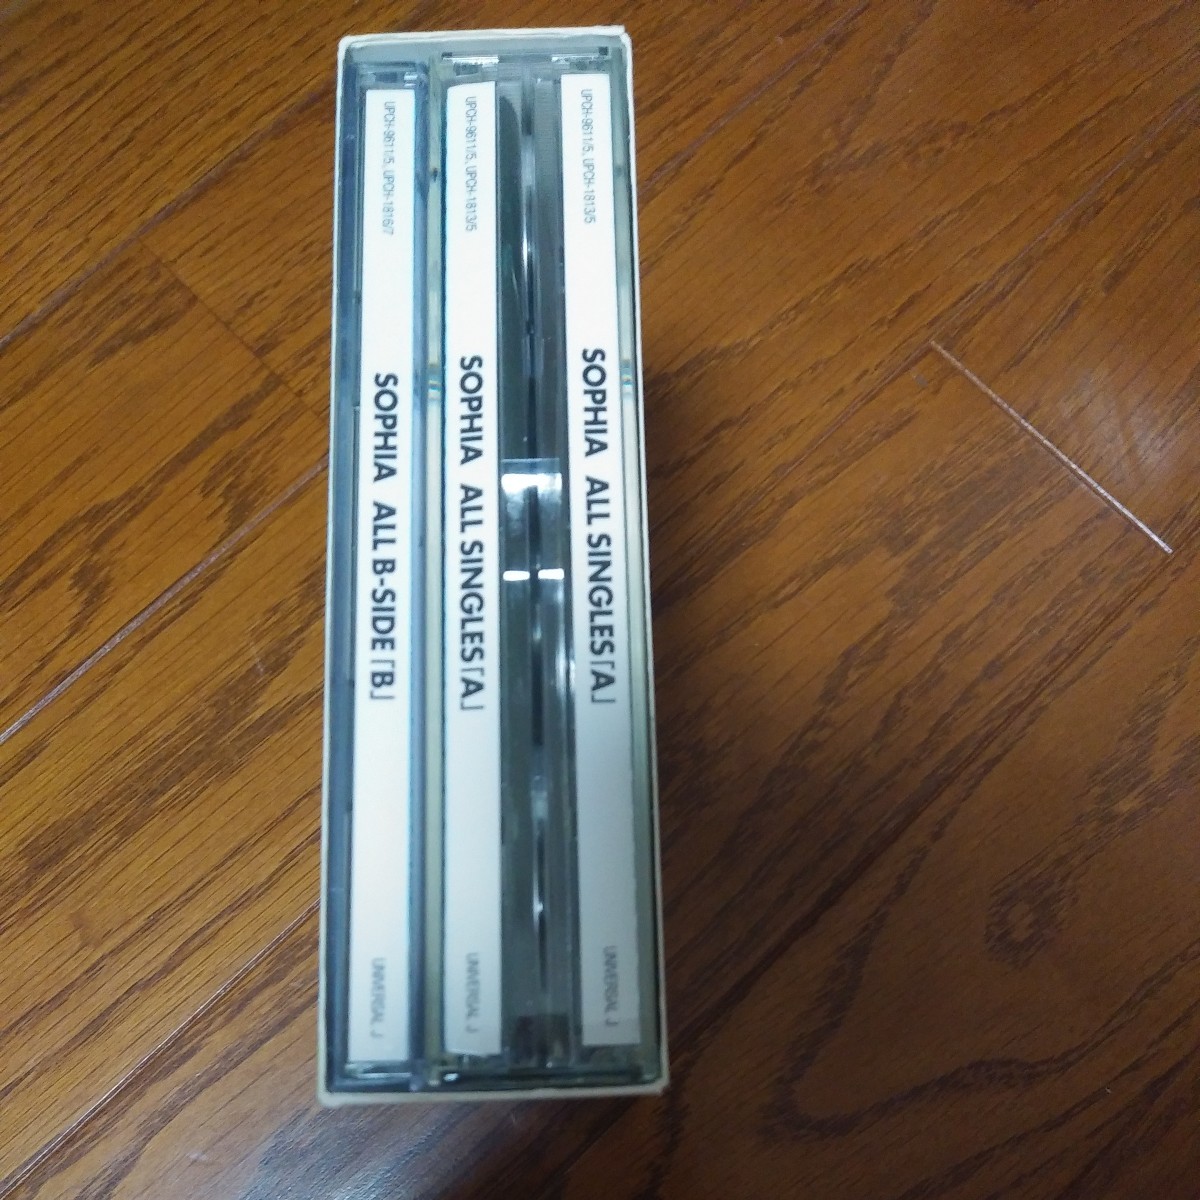 UPCH-9611/5, UPCH-1816/7
SOPHIA ALL B-SIDE「B」
UNIVERSAL J
UPCH-9611/5, UPCH-1813/5
SOPHIA ALL SINGLES「A」
UNIVERSAL J
UPCH-9611/5, UPCH-1813/5
SOPHIA ALL SINGLES「A」
UNIVERSAL J